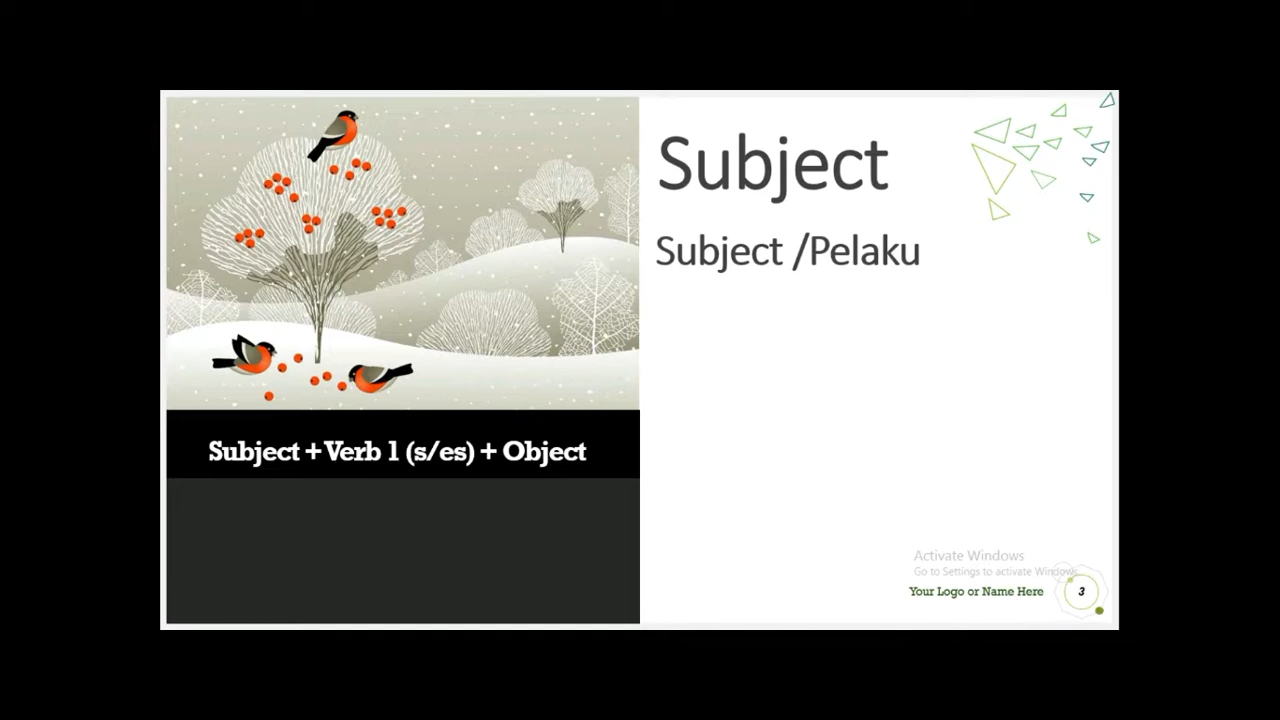 Subject
Subject /Pelaku
Subject + Verb 1 (s/es) + Object
Activate Windows
Go to Settings to activate Windows.
Your Logo or Name Here
3